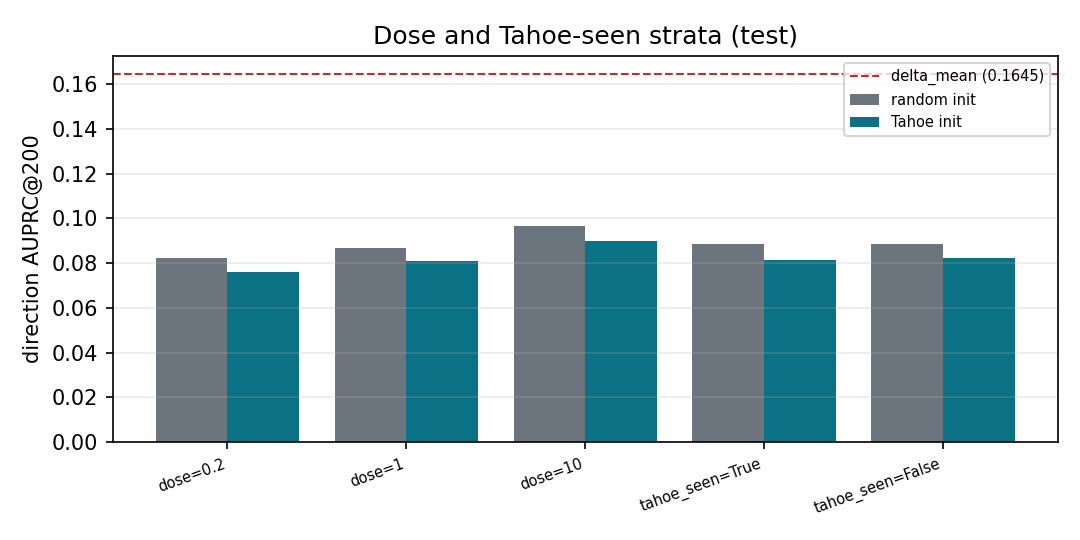 Dose and Tahoe-seen strata (test)
direction AUPRC@200
0.16
0.14
0.12
0.10
0.08
0.06
0.04
0.02
0.00
delta_mean (0.1645)
random init
Tahoe init
dose=0.2
dose=1
dose=10
tahoe_seen=True
tahoe_seen=False